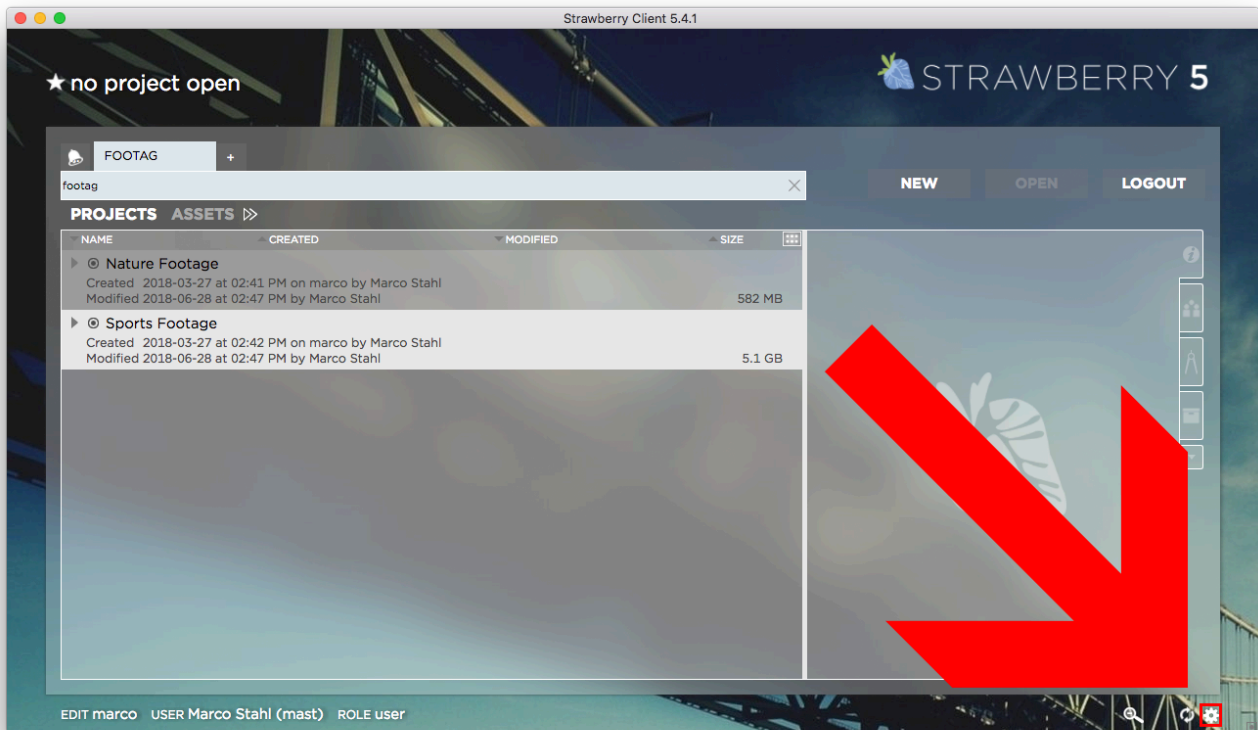 Strawberry Client 5.4.1
★ no project open
STRAWBERRY 5
FOOTAG +
footag
NEW OPEN LOGOUT
PROJECTS ASSETS
NAME CREATED MODIFIED SIZE
Nature Footage
Created 2018-03-27 at 02:41 PM on marco by Marco Stahl
Modified 2018-06-28 at 02:47 PM by Marco Stahl 582 MB
Sports Footage
Created 2018-03-27 at 02:42 PM on marco by Marco Stahl
Modified 2018-06-28 at 02:47 PM by Marco Stahl 5.1 GB
EDIT marco USER Marco Stahl (mast) ROLE user